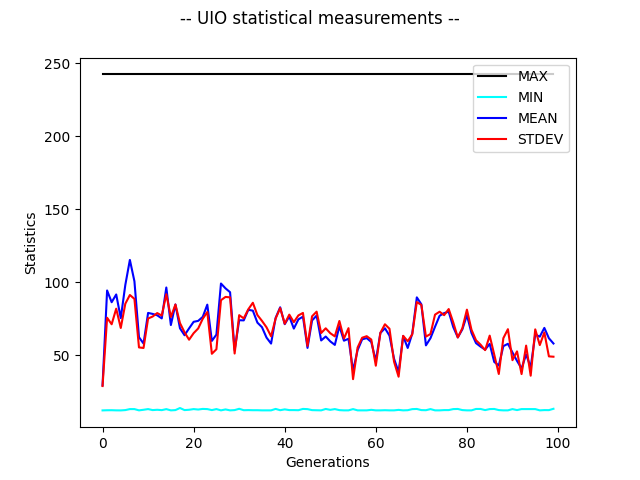 -- UIO statistical measurements --
250
200
150
100
50
Statistics
MAX
MIN
MEAN
STDEV
0
20
40
60
80
100
Generations